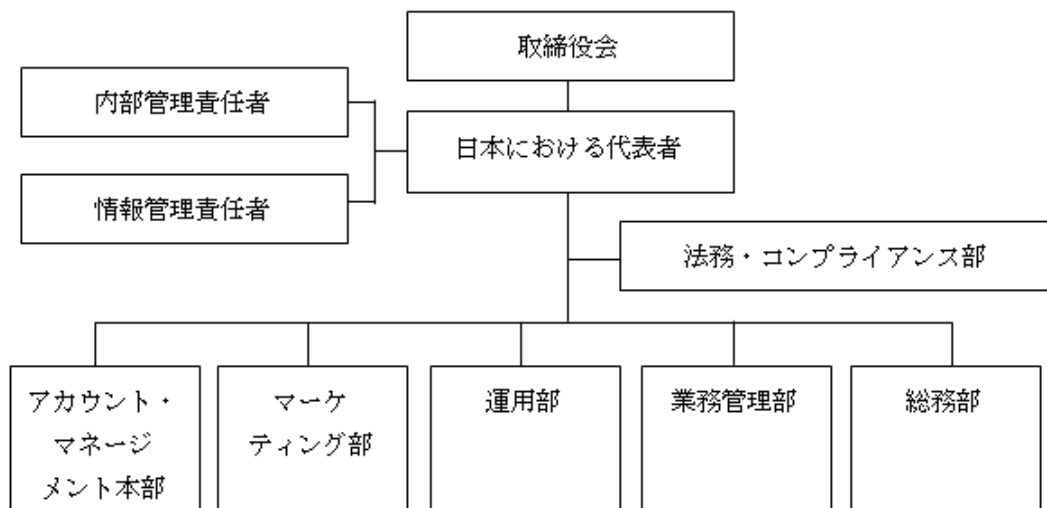 取締役会
内部管理責任者
日本における代表者
情報管理責任者
法務・コンプライアンス部
アカウント・
マネージ
メント本部
マーケ
ティング部
運用部
業務管理部
総務部